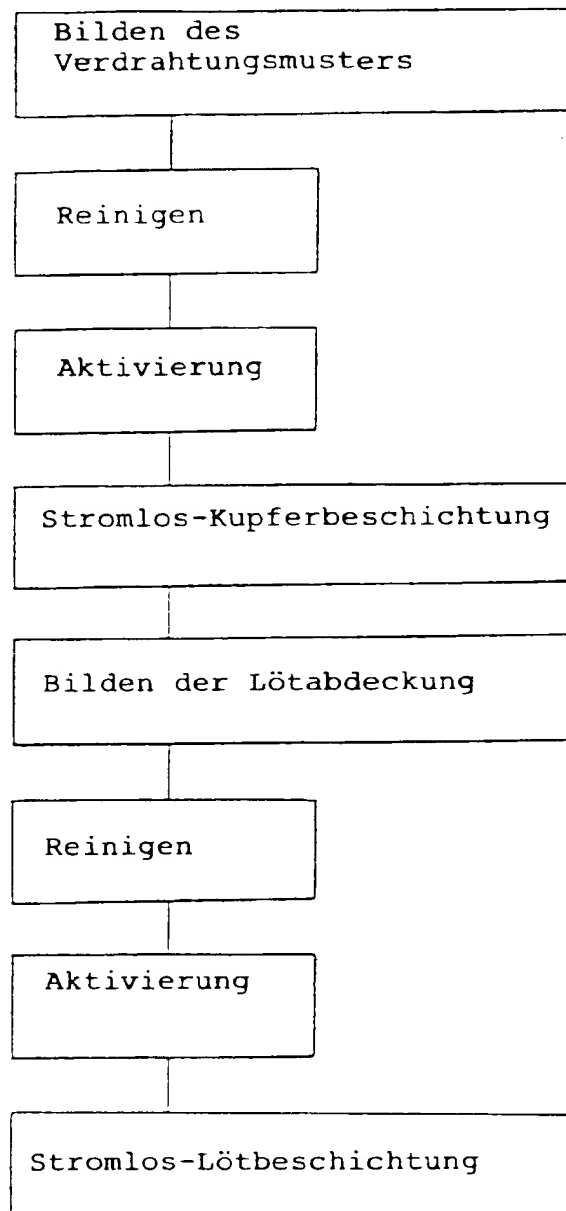 Bilden des
Verdrahtungsmusters
Reinigen
Aktivierung
Stromlos-Kupferbeschichtung
Bilden der Lötabdeckung
Reinigen
Aktivierung
Stromlos-Lötbeschichtung